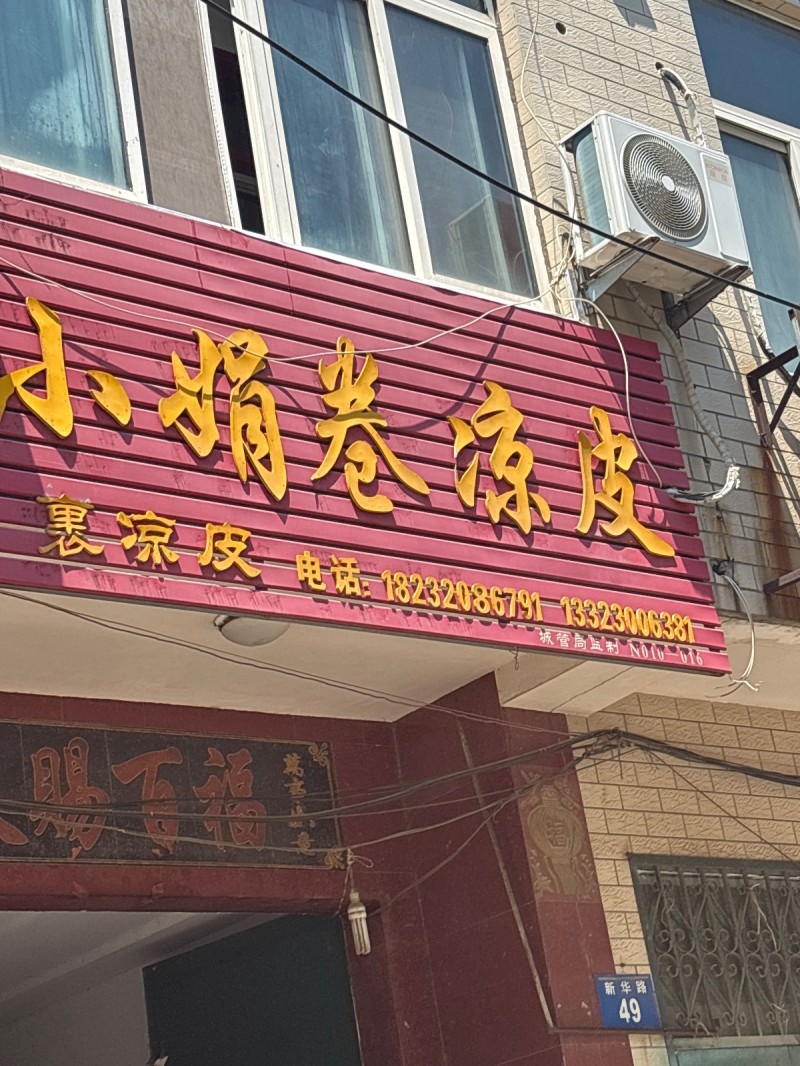 小娟卷凉皮
裹凉皮 电话: 18232086791 13323006381
城管局监制 N010-016
赐百福
新华路
49